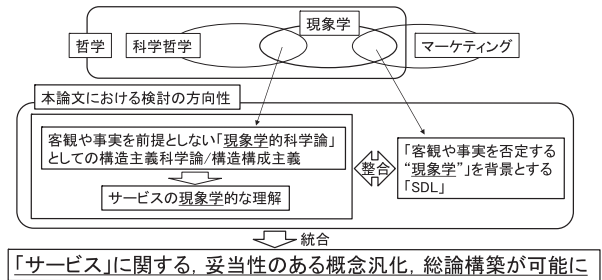 現象学
哲学
科学哲学
マーケティング
本論文における検討の方向性
客観や事実を前提としない「現象学的科学論」
としての構造主義科学論/構造構成主義
サービスの現象学的な理解
整合
「客観や事実を否定する
“現象学”」を背景とする
「SDL」
統合
「サービス」に関する,妥当性のある概念汎化,総論構築が可能に